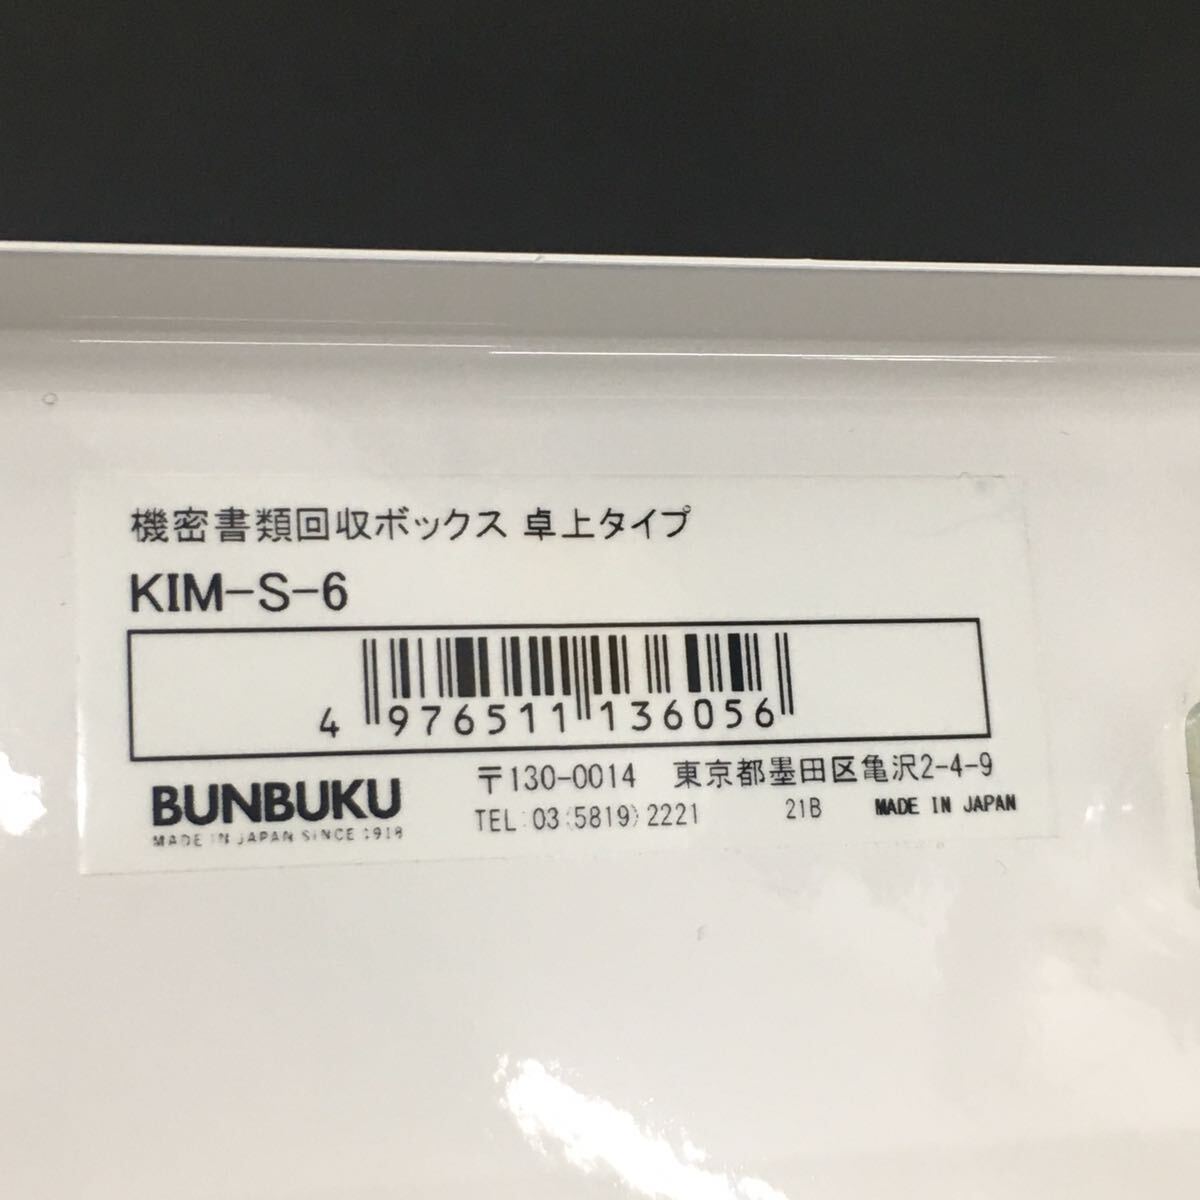 機密書類回収ボックス 卓上タイプ
KIM-S-6
4 976511 136056
BUNBUKU
MADE IN JAPAN SINCE 1918
〒130-0014 東京都墨田区亀沢2-4-9
TEL:03(5819)2221 21B MADE IN JAPAN